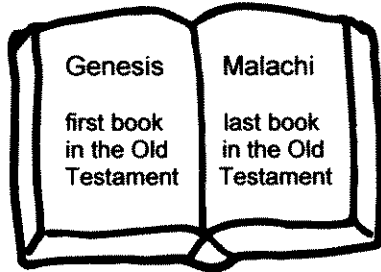 Genesis
first book
in the Old
Testament
Malachi
last book
in the Old
Testament